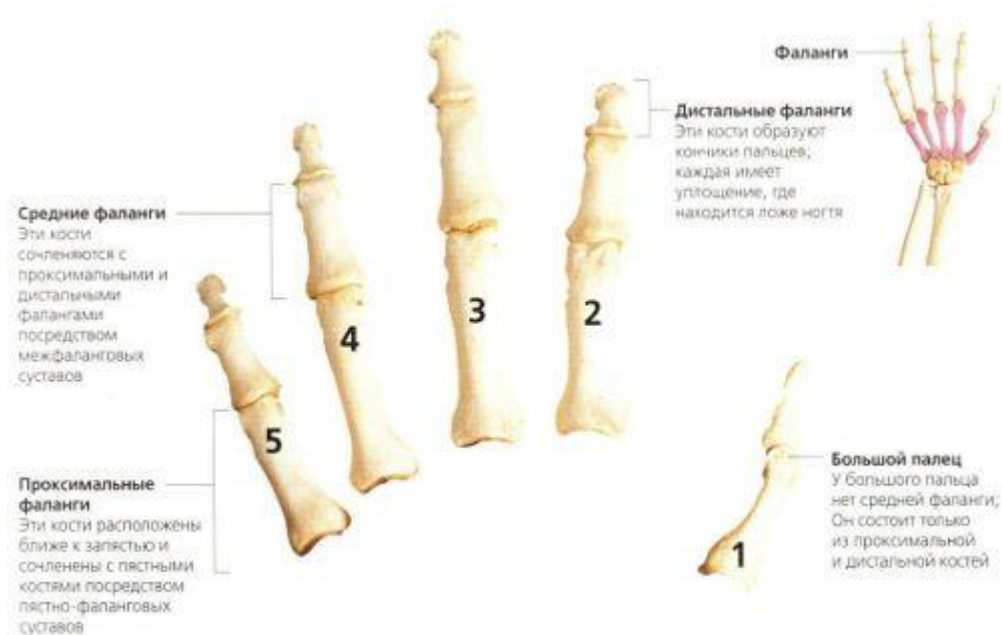 Фаланги
Дистальные фаланги
Эти кости образуют
кончики пальцев;
каждая имеет
уплощение, где
находится ложе ногтя
Средние фаланги
Эти кости
сочленяются с
проксимальными и
дистальными
фалангами
посредством
межфаланговых
суставов
3
2
4
5
Проксимальные
фаланги
Эти кости расположены
ближе к запястью и
сочленены с пястными
костями посредством
пястно-фаланговых
суставов
1
Большой палец
У большого пальца
нет средней фаланги;
Он состоит только
из проксимальной
и дистальной костей